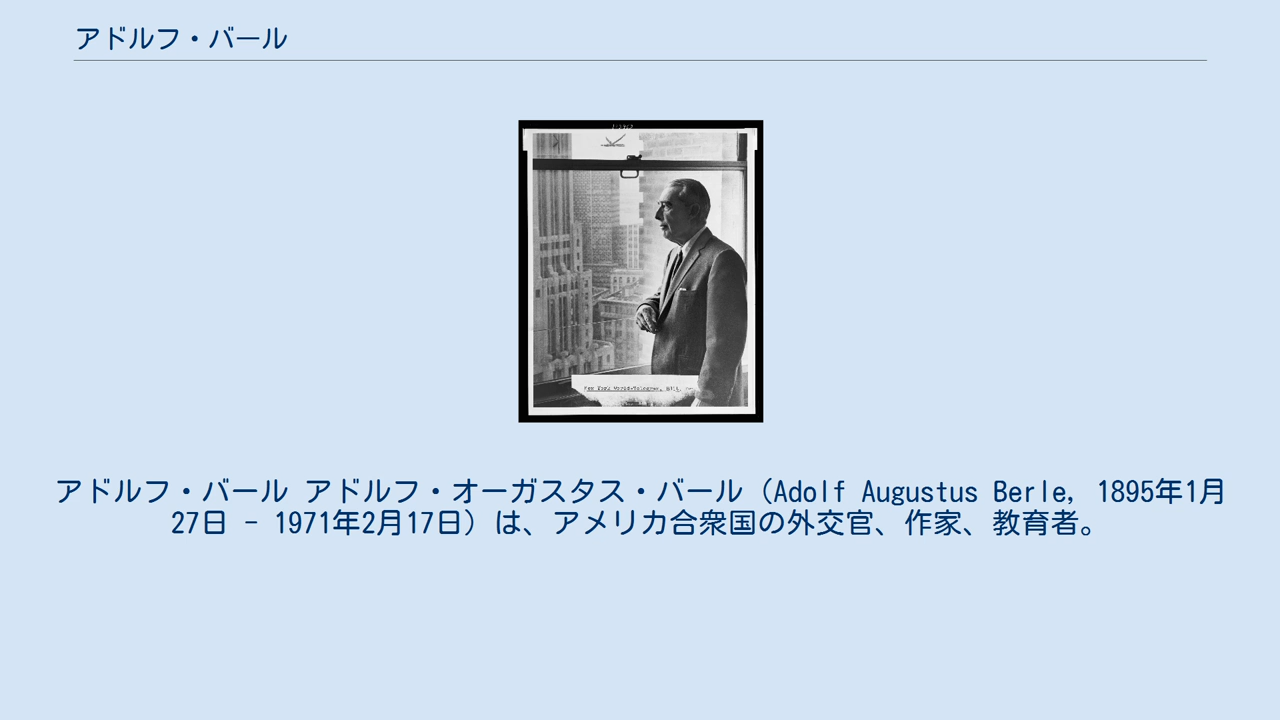 アドルフ・バール
アドルフ・バール アドルフ・オーガスタス・バール（Adolf Augustus Berle, 1895年1月
27日 - 1971年2月17日）は、アメリカ合衆国の外交官、作家、教育者。